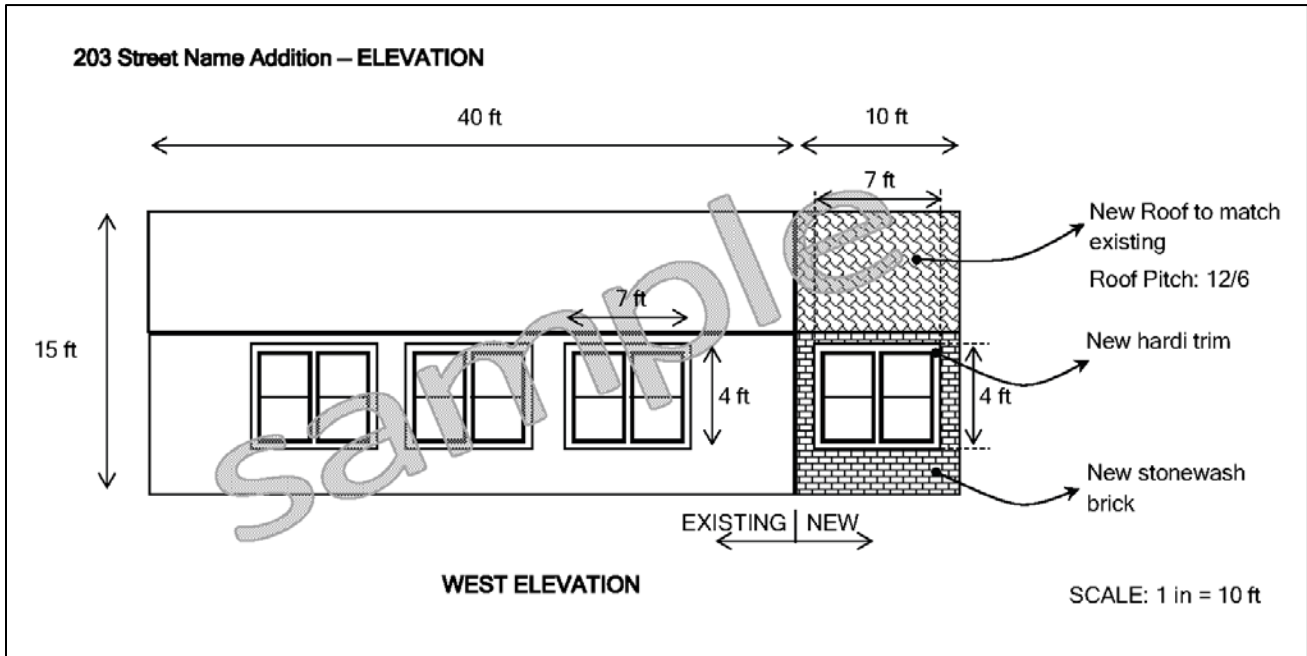 203 Street Name Addition – ELEVATION
40 ft
10 ft
7 ft
New Roof to match
existing
Roof Pitch: 12/6
7 ft
15 ft
New hardi trim
4 ft
4 ft
New stonewash
brick
EXISTING | NEW
WEST ELEVATION
SCALE: 1 in = 10 ft
sample